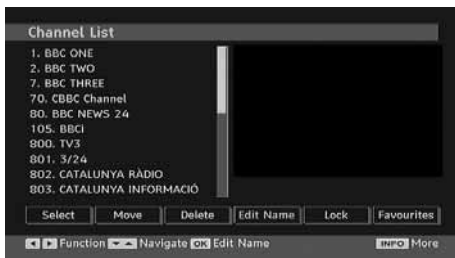 Channel List
1. BBC ONE
2. BBC TWO
7. BBC THREE
70. CBBC Channel
80. BBC NEWS 24
105. BBCi
800. TV3
801. 3/24
802. CATALUNYA RÀDIO
803. CATALUNYA INFORMACIÓ
Select Move Delete Edit Name Lock Favourites
Function Navigate OK Edit Name INFO More